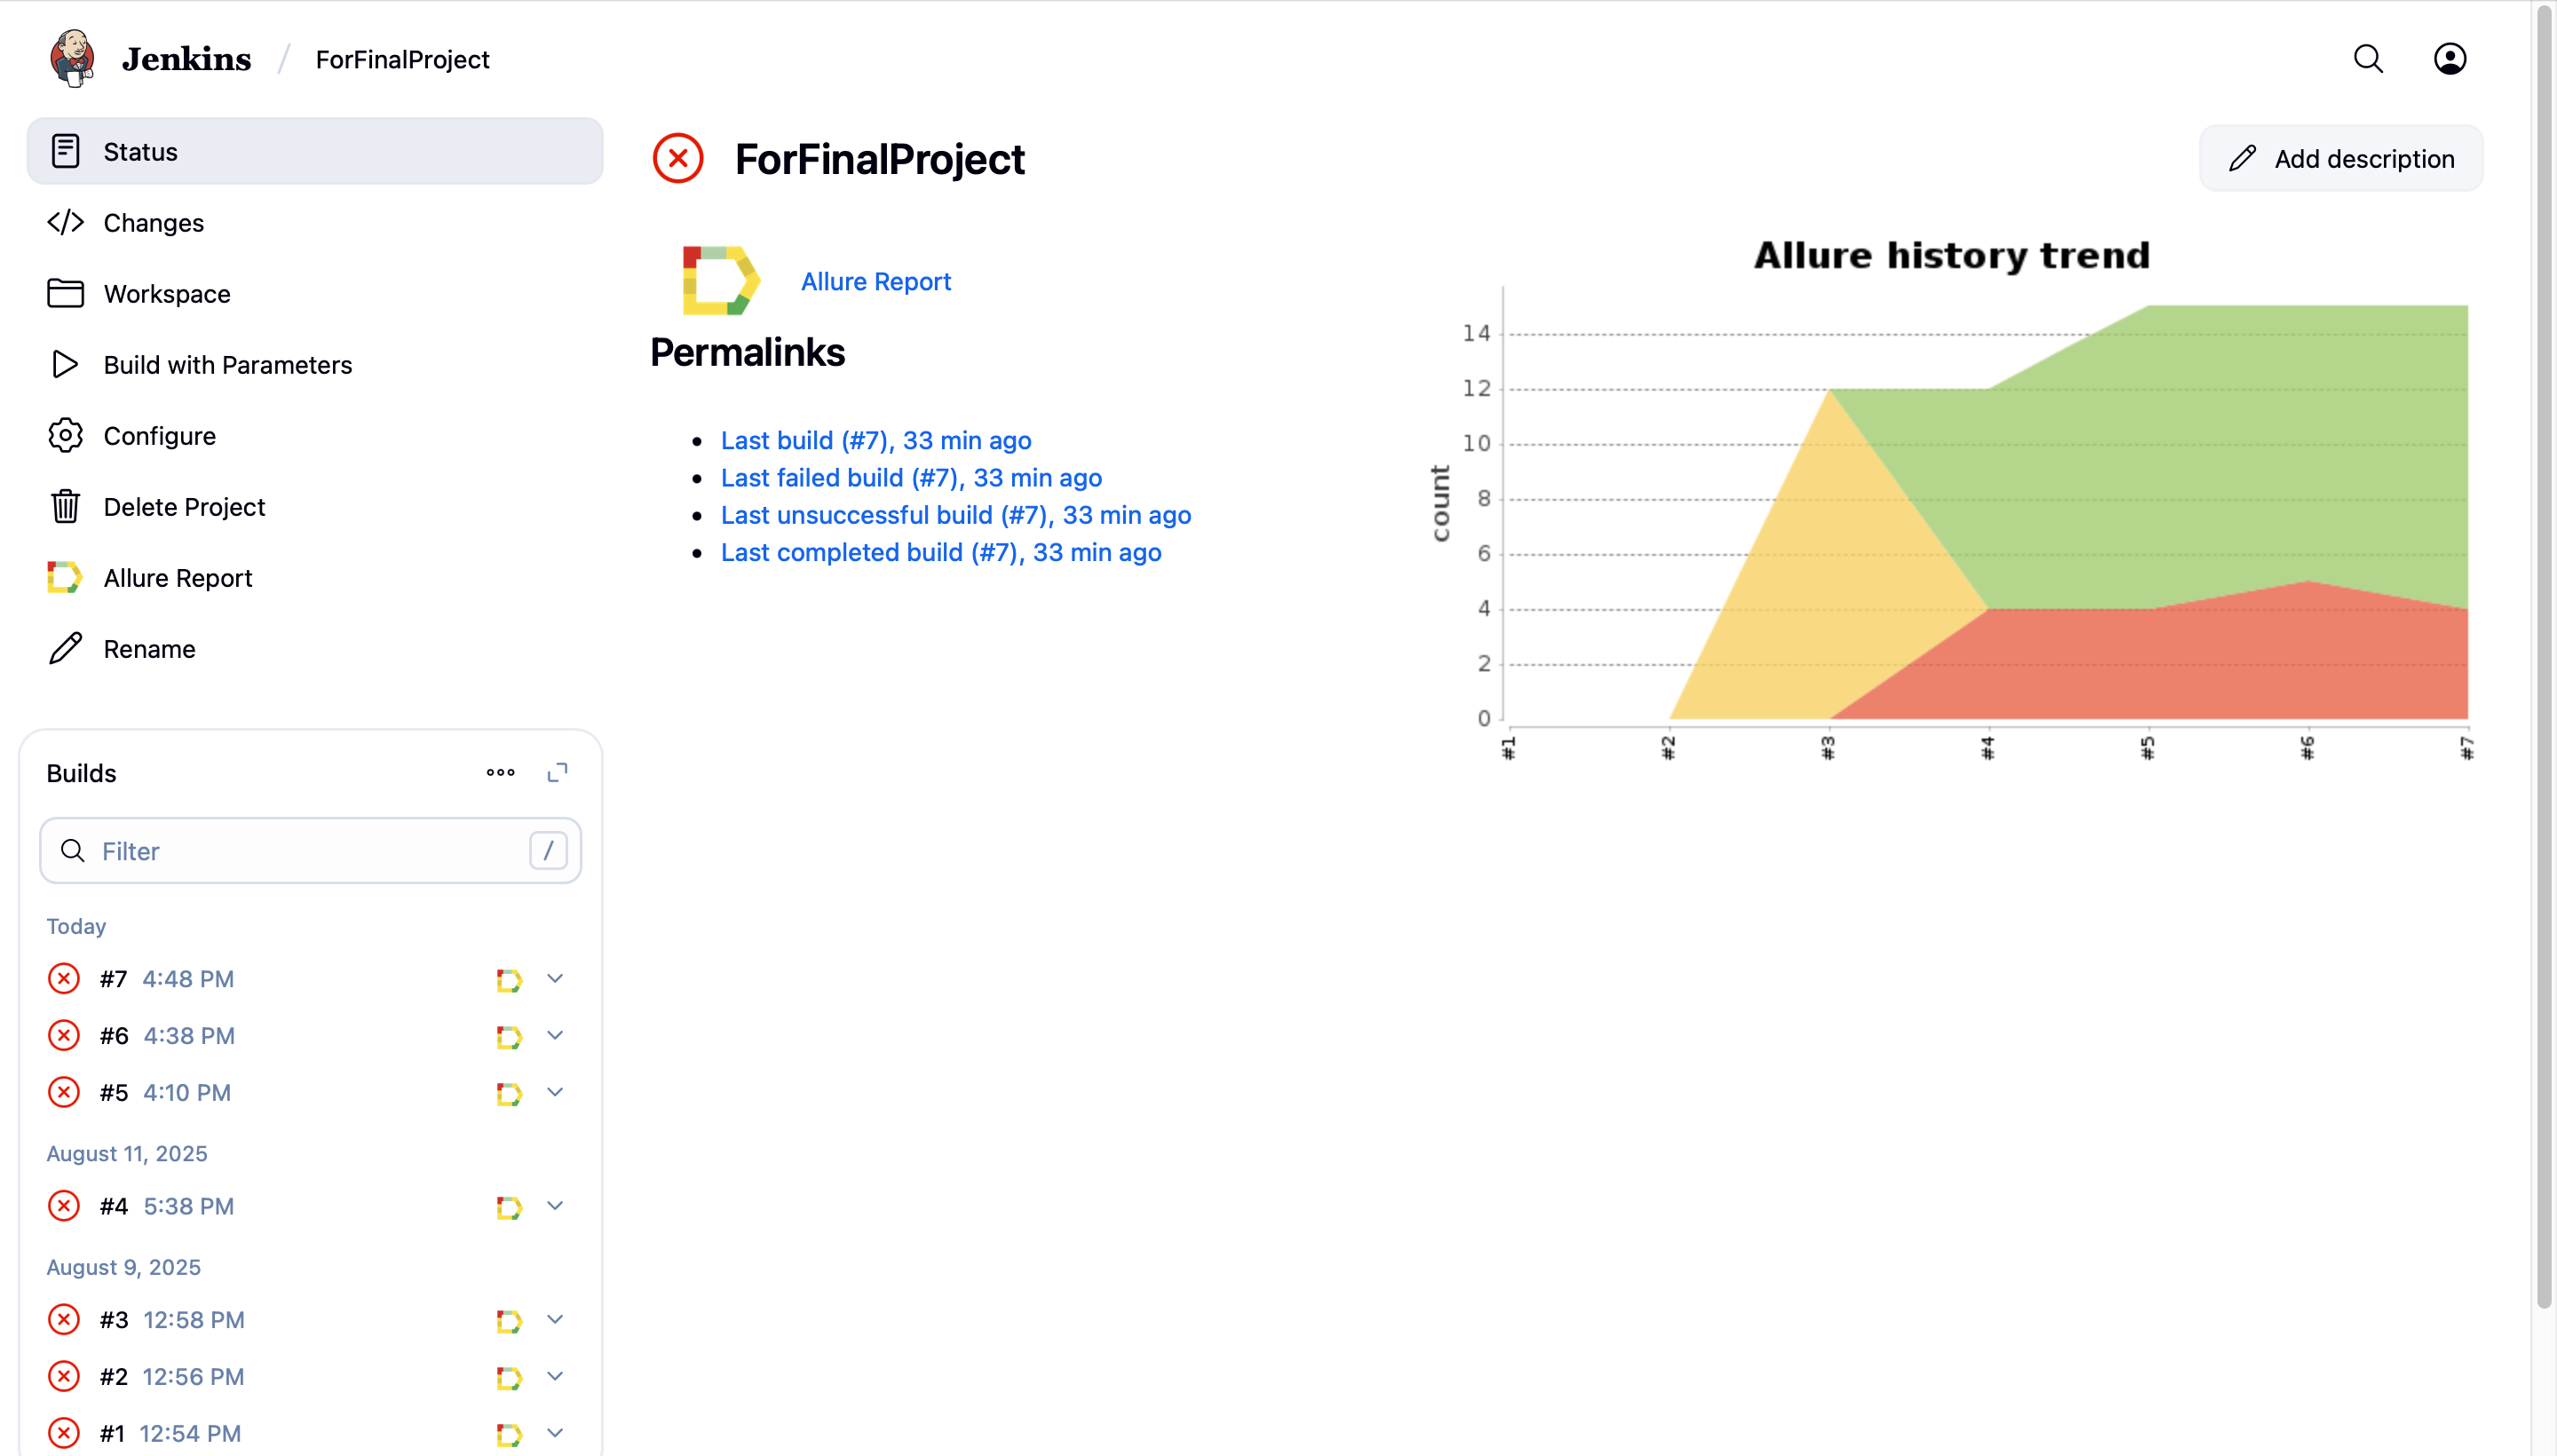 Jenkins / ForFinalProject
Status
Changes
Workspace
Build with Parameters
Configure
Delete Project
Allure Report
Rename
Builds
Filter /
Today
#7 4:48 PM
#6 4:38 PM
#5 4:10 PM
August 11, 2025
#4 5:38 PM
August 9, 2025
#3 12:58 PM
#2 12:56 PM
#1 12:54 PM
ForFinalProject
Add description
Allure Report
Permalinks
Last build (#7), 33 min ago
Last failed build (#7), 33 min ago
Last unsuccessful build (#7), 33 min ago
Last completed build (#7), 33 min ago
Allure history trend
count
14
12
10
8
6
4
2
0
#1 #2 #3 #4 #5 #6 #7